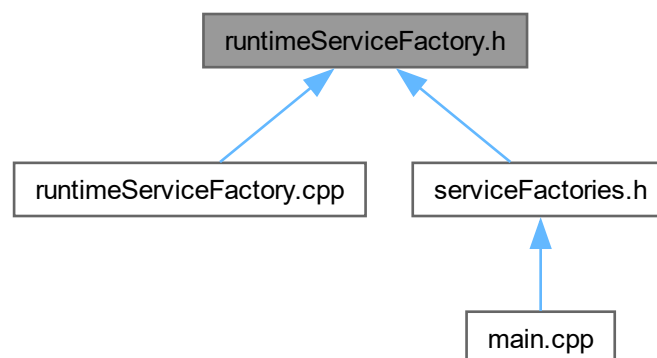 runtimeServiceFactory.h
runtimeServiceFactory.cpp
serviceFactories.h
main.cpp